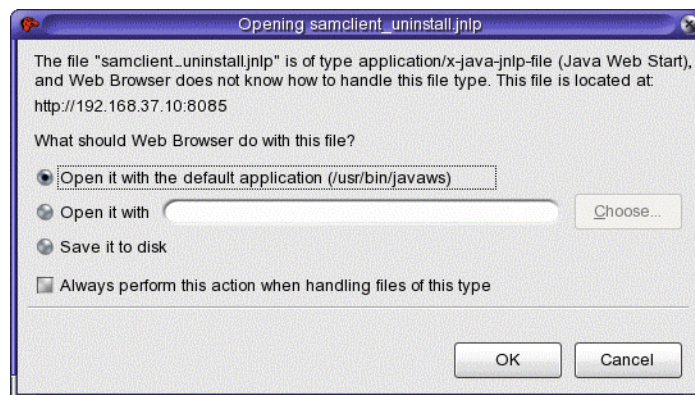 Opening samclient_uninstall.jnlp
The file "samclient_uninstall.jnlp" is of type application/x-java-jnlp-file (Java Web Start),
and Web Browser does not know how to handle this file type. This file is located at:
http://192.168.37.10:8085
What should Web Browser do with this file?
Open it with the default application (/usr/bin/javaws)
Open it with
Choose...
Save it to disk
Always perform this action when handling files of this type
OK
Cancel